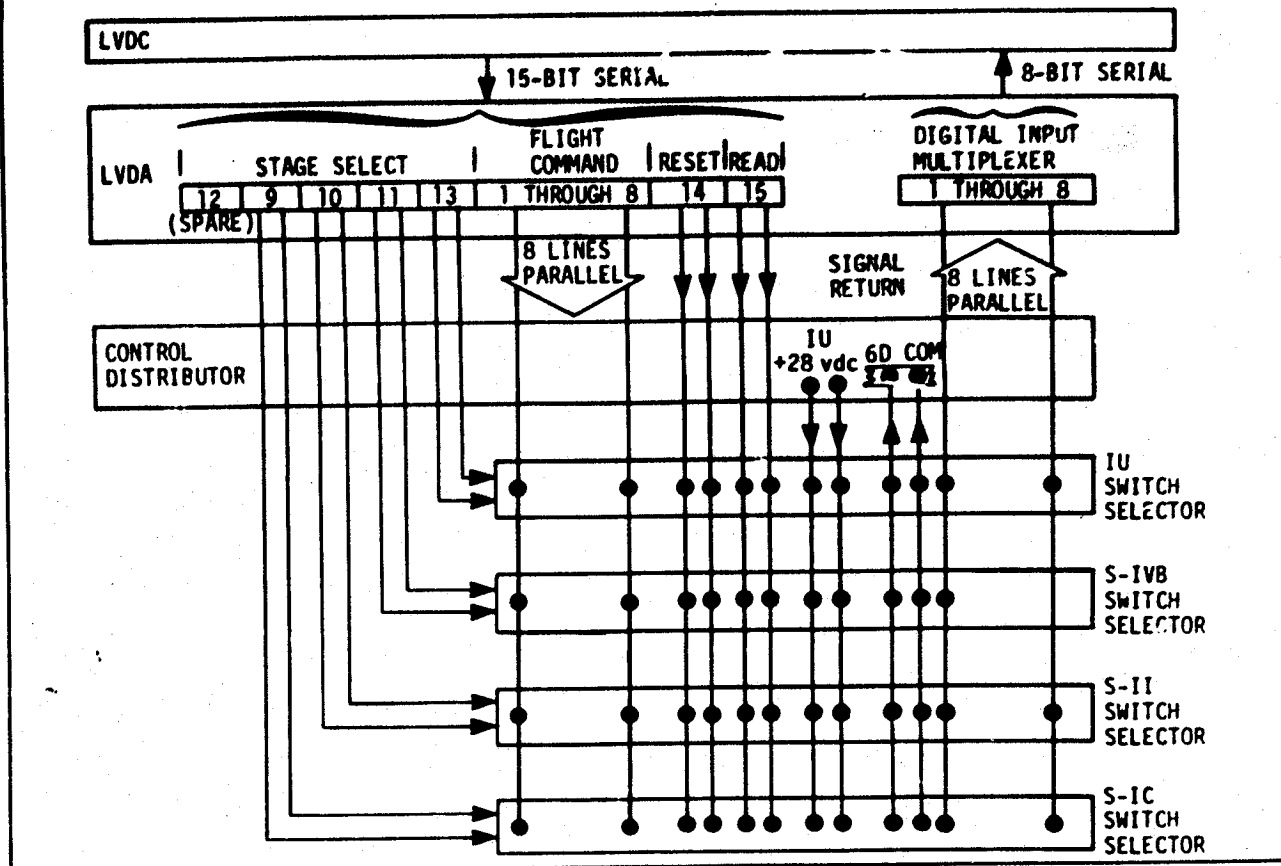 LVDC
15-BIT SERIAL
8-BIT SERIAL
LVDA
STAGE SELECT
FLIGHT
COMMAND
RESET
READ
12
9
10
11
13
1 THROUGH 8
14
15
(SPARE)
DIGITAL INPUT
MULTIPLEXER
1 THROUGH 8
8 LINES
PARALLEL
SIGNAL
RETURN
8 LINES
PARALLEL
CONTROL
DISTRIBUTOR
IU
+28 vdc
6D COM
IU
SWITCH
SELECTOR
S-IVB
SWITCH
SELECTOR
S-II
SWITCH
SELECTOR
S-IC
SWITCH
SELECTOR